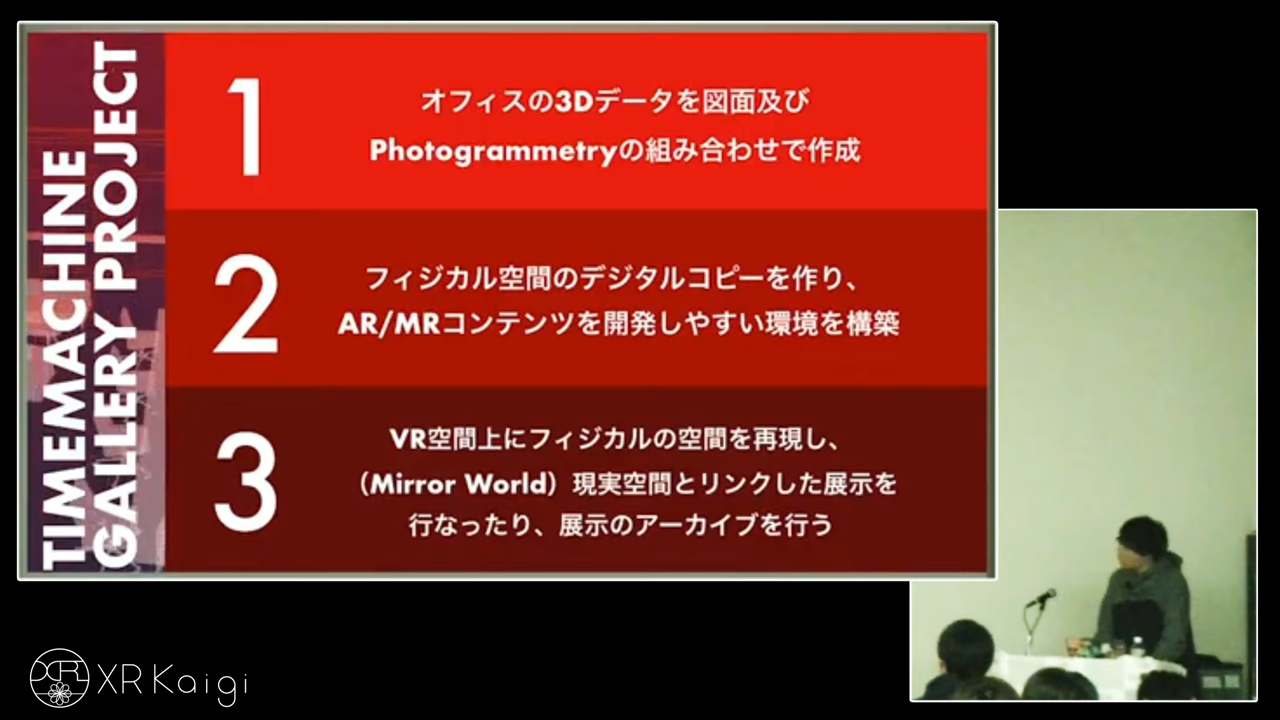 TIMEMACHINE
GALLERY PROJECT
1
オフィスの3Dデータを図面及び
Photogrammetryの組み合わせで作成
2
フィジカル空間のデジタルコピーを作り、
AR/MRコンテンツを開発しやすい環境を構築
3
VR空間上にフィジカルの空間を再現し、
（Mirror World）現実空間とリンクした展示を
行なったり、展示のアーカイブを行う
XR
XR Kaigi